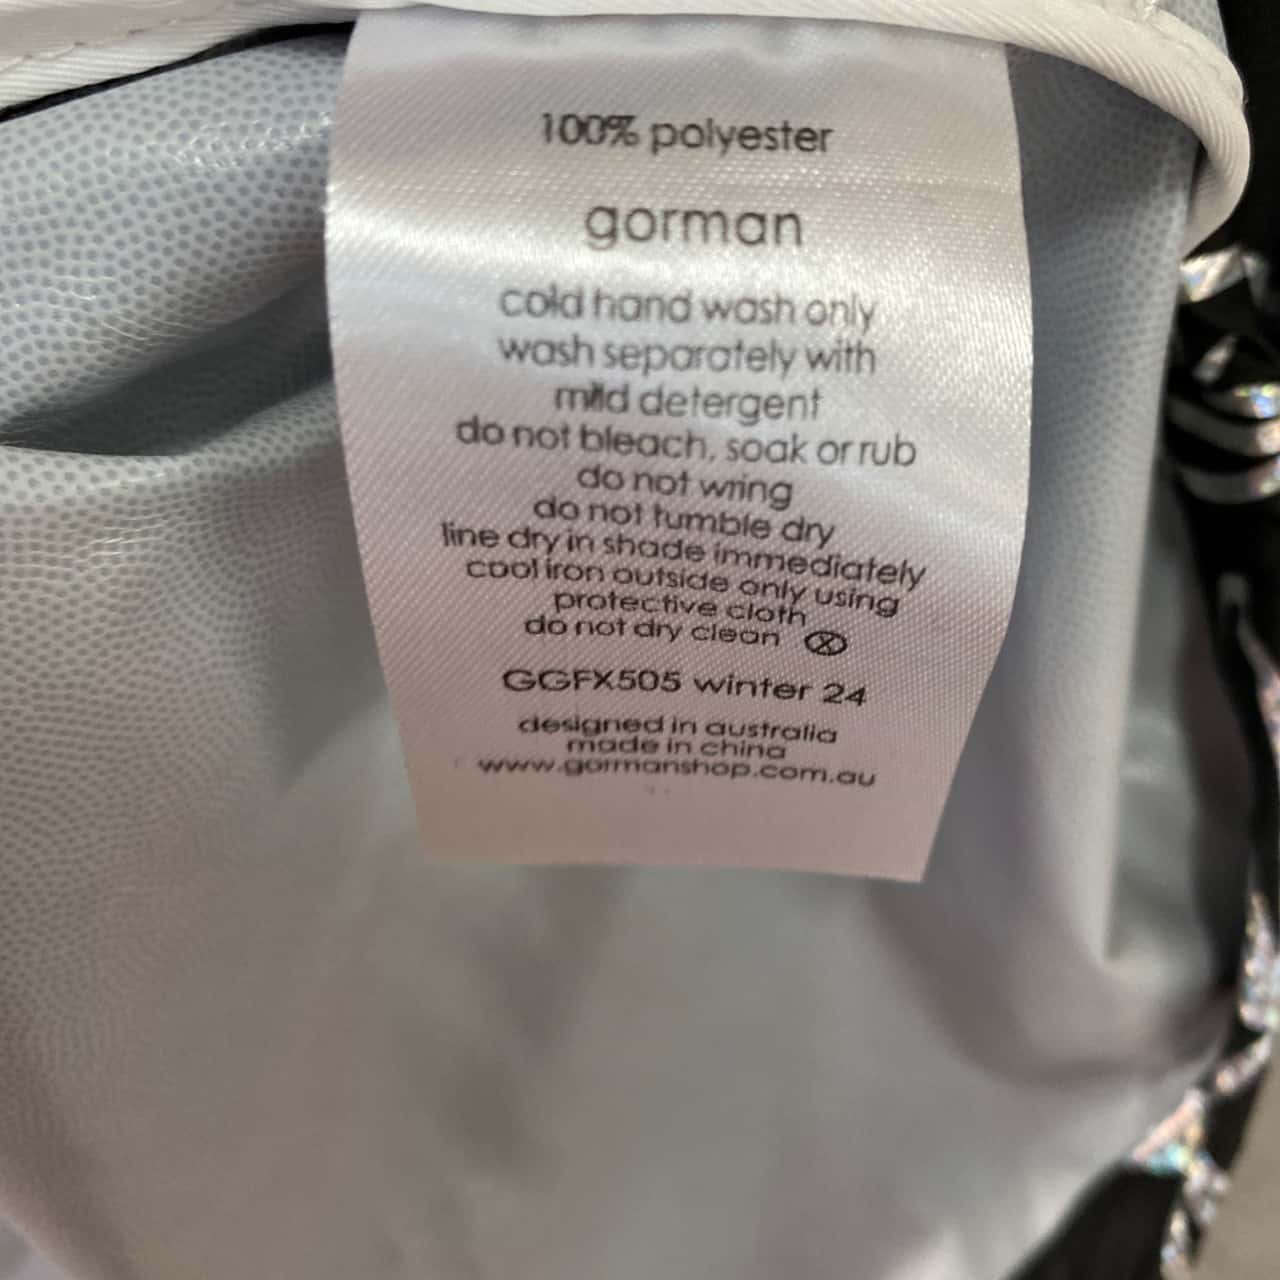 100% polyester
gorman
cold hand wash only
wash separately with
mild detergent
do not bleach, soak or rub
do not wring
do not tumble dry
line dry in shade immediately
cool iron outside only using
protective cloth
do not dry clean
GGFX505 winter 24
designed in australia
made in china
www.gormanshop.com.au